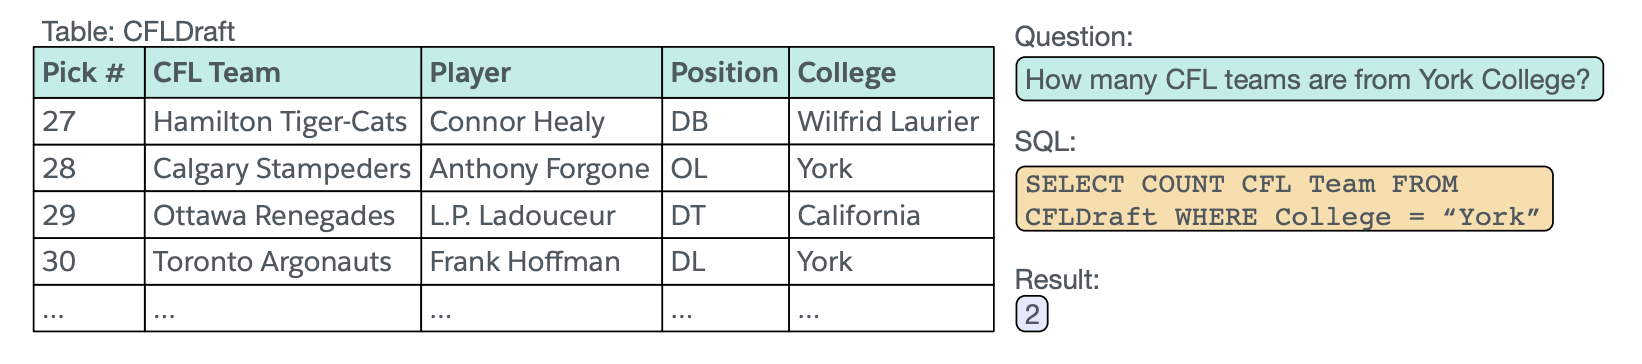 Table: CFLDraft
Pick # CFL Team Player Position College
27 Hamilton Tiger-Cats Connor Healy DB Wilfrid Laurier
28 Calgary Stampeders Anthony Forgone OL York
29 Ottawa Renegades L.P. Ladouceur DT California
30 Toronto Argonauts Frank Hoffman DL York
... ... ... ... ...
Question:
How many CFL teams are from York College?
SQL:
SELECT COUNT CFL Team FROM
CFLDraft WHERE College = “York”
Result:
2